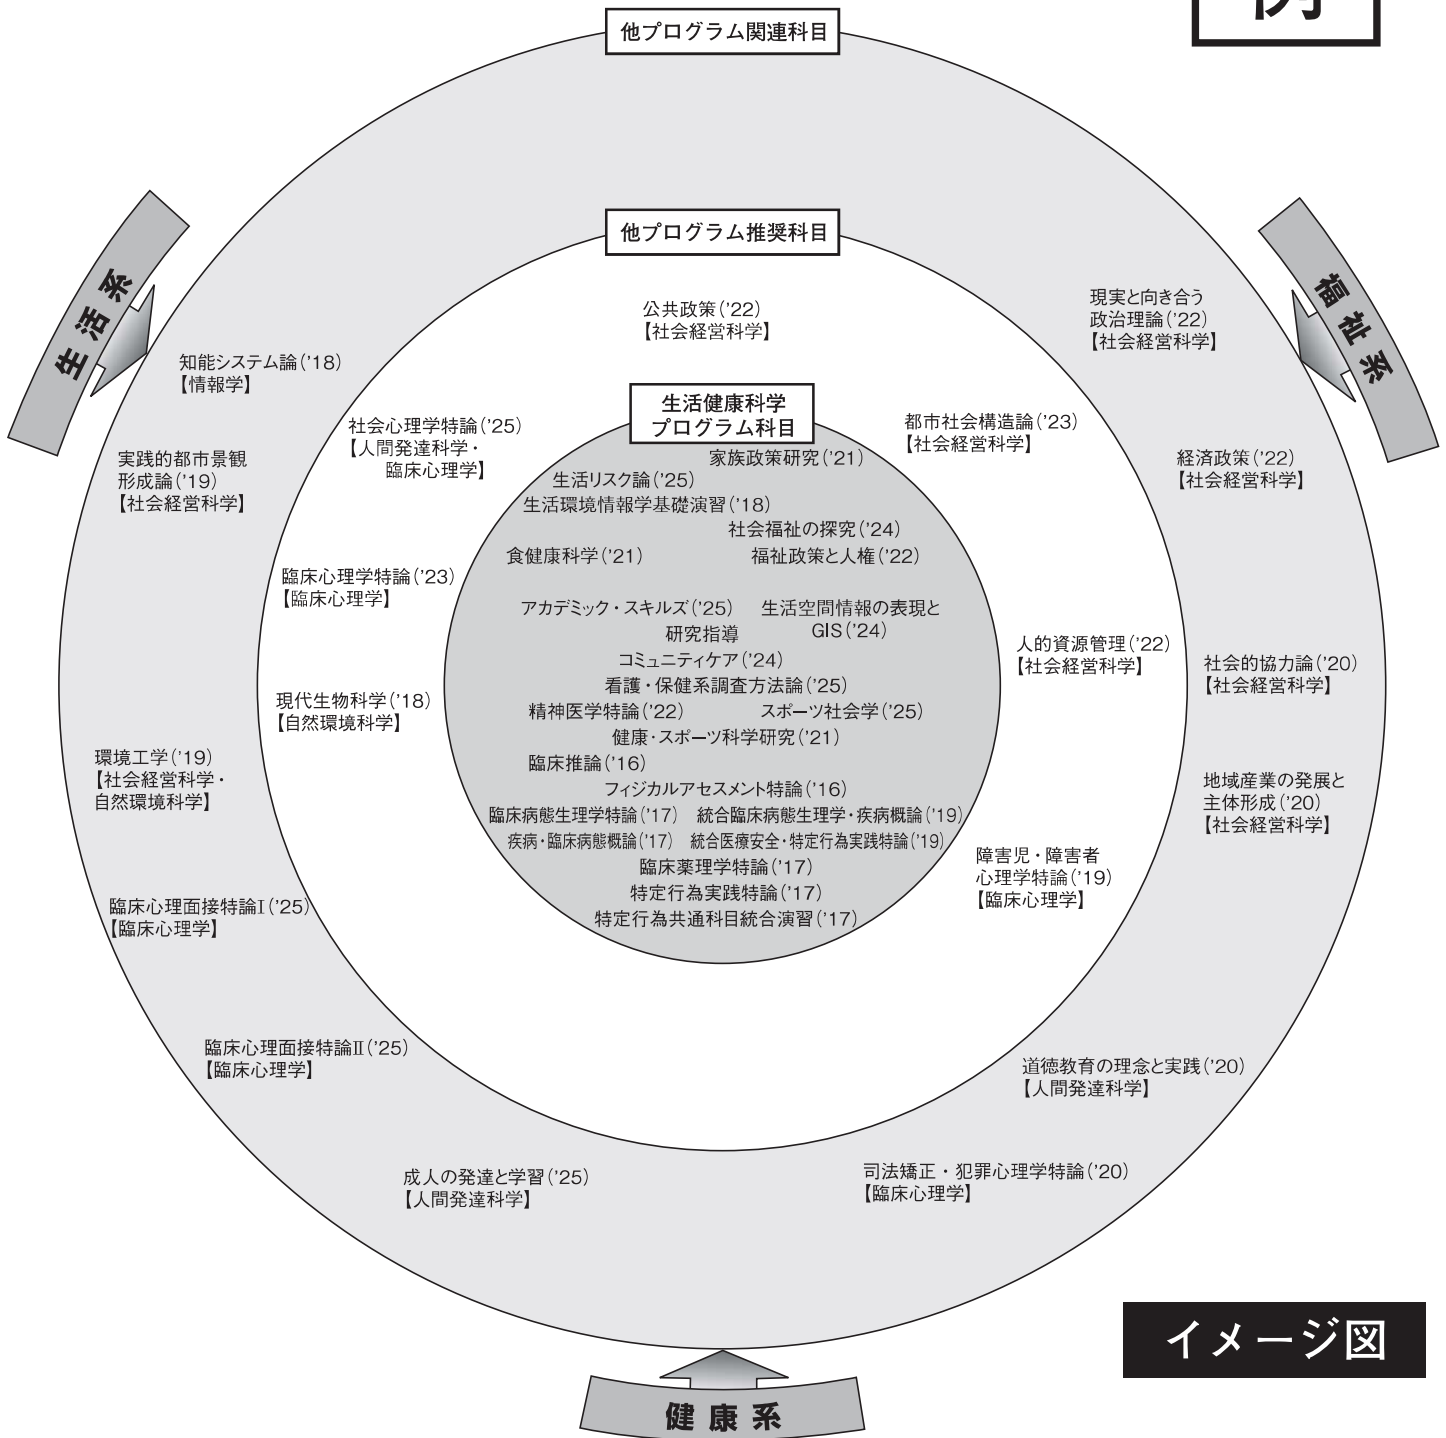 例
他プログラム関連科目
他プログラム推奨科目
生活系
福祉系
公共政策('22)
【社会経営科学】
現実と向き合う
政治理論('22)
【社会経営科学】
知能システム論('18)
【情報学】
生活健康科学
プログラム科目
社会心理学特論('25)
【人間発達科学・
臨床心理学】
都市社会構造論('23)
【社会経営科学】
実践的都市景観
形成論('19)
【社会経営科学】
経済政策('22)
【社会経営科学】
家族政策研究('21)
生活リスク論('25)
生活環境情報学基礎演習('18)
社会福祉の探究('24)
食健康科学('21)
福祉政策と人権('22)
臨床心理学特論('23)
【臨床心理学】
アカデミック・スキルズ('25)
生活空間情報の表現と
GIS('24)
研究指導
コミュニティケア('24)
看護・保健系調査方法論('25)
精神医学特論('22)
スポーツ社会学('25)
健康・スポーツ科学研究('21)
臨床推論('16)
フィジカルアセスメント特論('16)
臨床病態生理学特論('17)
統合臨床病態生理学・疾病概論('19)
疾病・臨床病態概論('17)
統合医療安全・特定行為実践特論('19)
臨床薬理学特論('17)
特定行為実践特論('17)
特定行為共通科目統合演習('17)
人的資源管理('22)
【社会経営科学】
社会的協力論('20)
【社会経営科学】
現代生物科学('18)
【自然環境科学】
環境工学('19)
【社会経営科学・
自然環境科学】
地域産業の発展と
主体形成('20)
【社会経営科学】
障害児・障害者
心理学特論('19)
【臨床心理学】
臨床心理面接特論Ⅰ('25)
【臨床心理学】
臨床心理面接特論Ⅱ('25)
【臨床心理学】
道徳教育の理念と実践('20)
【人間発達科学】
成人の発達と学習('25)
【人間発達科学】
司法矯正・犯罪心理学特論('20)
【臨床心理学】
イメージ図
健康系